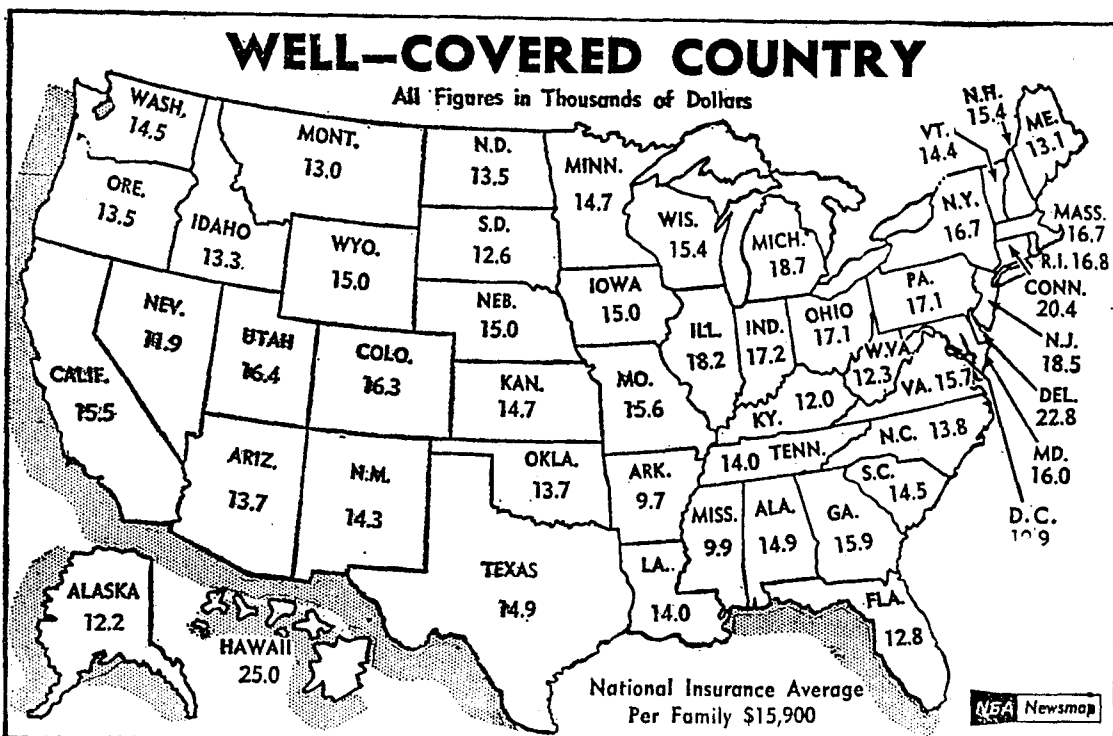 WELL—COVERED COUNTRY
All Figures in Thousands of Dollars
WASH.
14.5
ORE.
13.5
IDAHO
13.3
MONT.
13.0
WYO.
15.0
N.D.
13.5
S.D.
12.6
NEB.
15.0
KAN.
14.7
MINN.
14.7
IOWA
15.0
MO.
15.6
WIS.
15.4
MICH.
18.7
ILL.
18.2
IND.
17.2
OHIO
17.1
KY.
12.0
W.VA.
12.3
VA. 15.7
PA.
17.1
N.Y.
16.7
VT.
14.4
N.H.
15.4
ME.
13.1
MASS.
16.7
R.I. 16.8
CONN.
20.4
N.J.
18.5
DEL.
22.8
MD.
16.0
D.C.
NEV.
11.9
UTAH
16.4
COLO.
16.3
CALIF.
15.5
ARIZ.
13.7
N.M.
14.3
OKLA.
13.7
TEXAS
14.9
ARK.
9.7
LA.
14.0
MISS.
9.9
ALA.
14.9
GA.
15.9
14.0 TENN.
N.C. 13.8
S.C.
14.5
FLA.
12.8
ALASKA
12.2
HAWAII
25.0
National Insurance Average
Per Family $15,900
NEA Newsmap